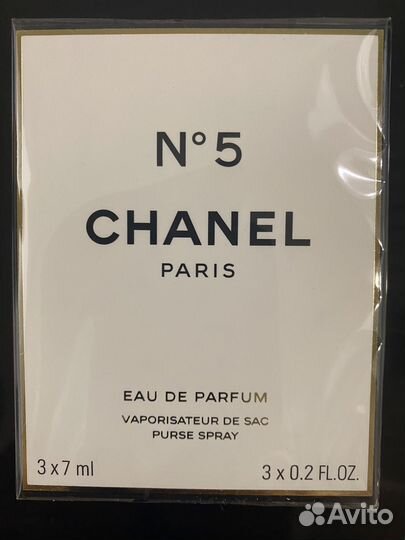 N°5
CHANEL
PARIS
EAU DE PARFUM
VAPORISATEUR DE SAC
PURSE SPRAY
3 x 7 ml 3 x 0.2 FL.OZ.
Avito